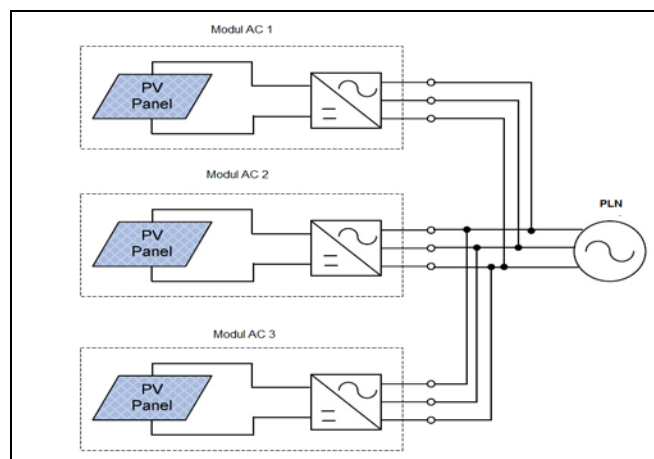 Modul AC 1
PV
Panel
Modul AC 2
PV
Panel
PLN
Modul AC 3
PV
Panel